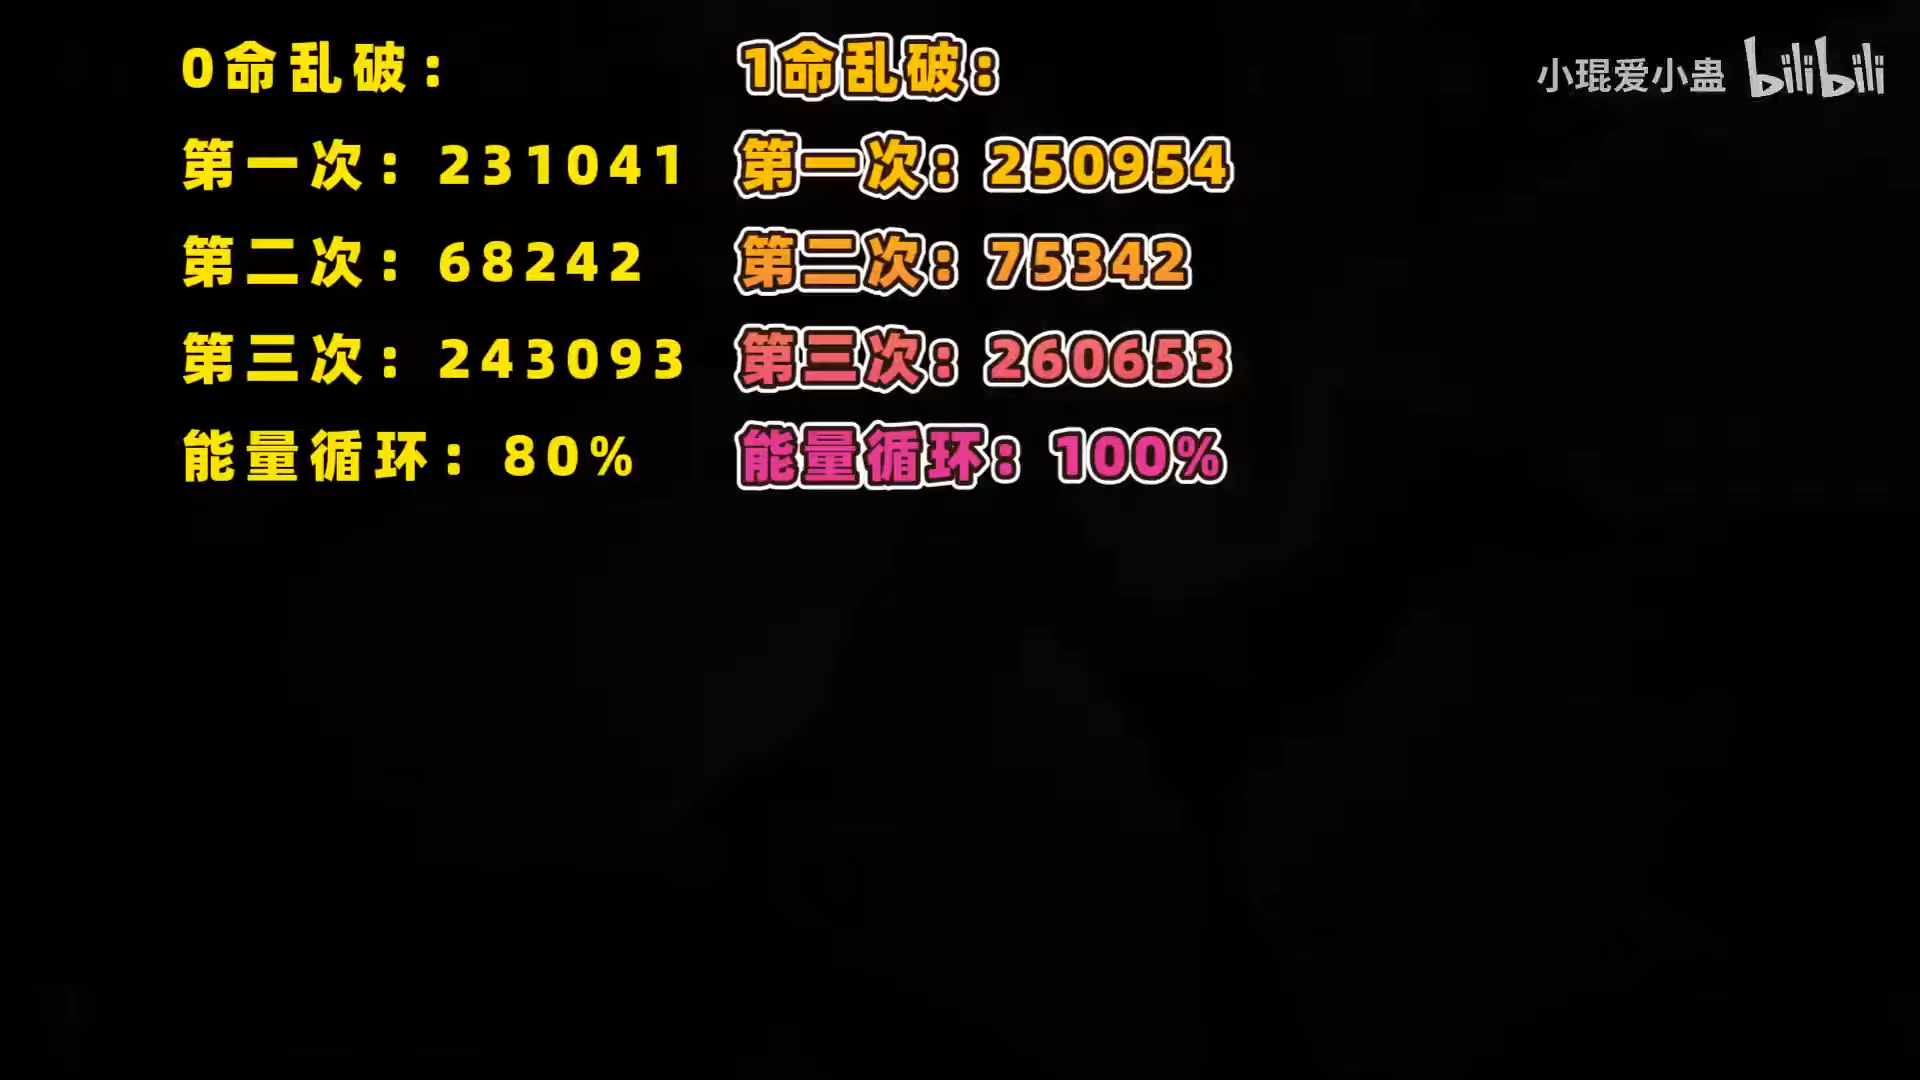 0命乱破：
第一次：231041
第二次：68242
第三次：243093
能量循环：80%
1命乱破：
第一次：250954
第二次：75342
第三次：260653
能量循环：100%
小琨爱小蛊 bilibili